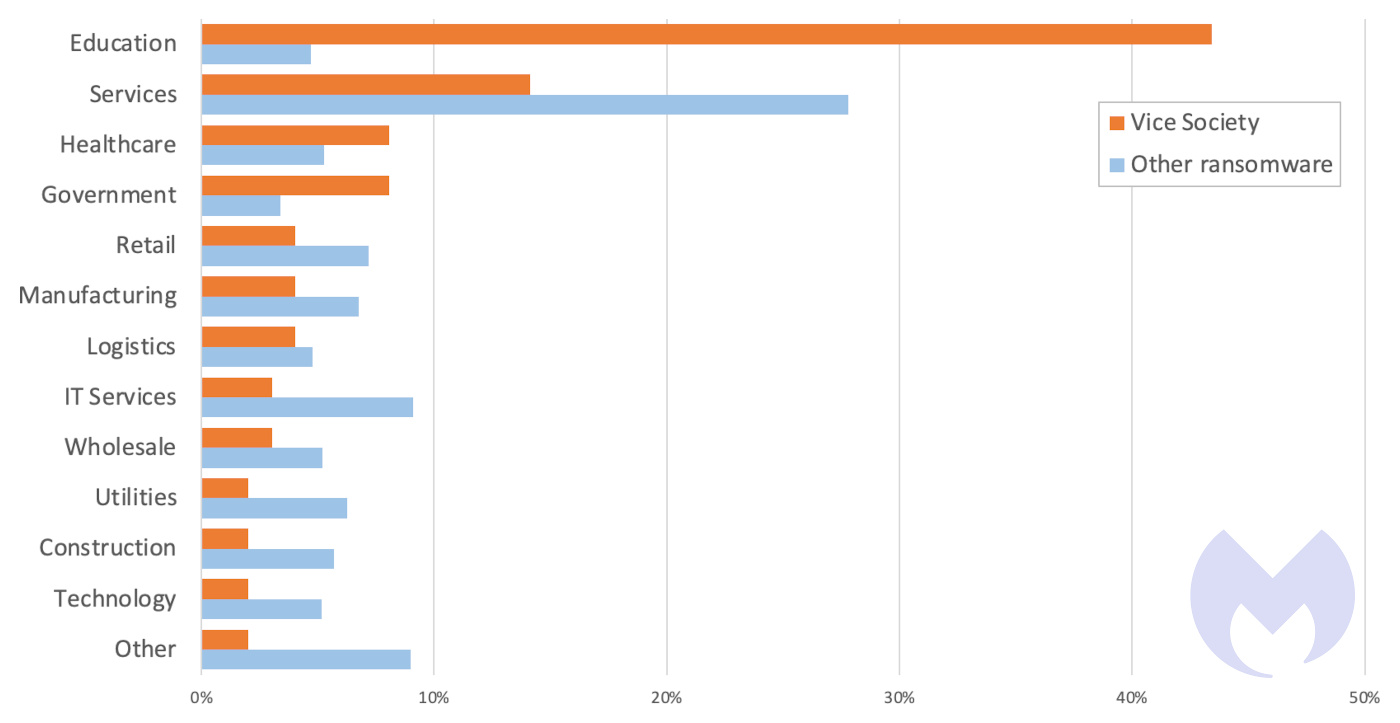 Education
Services
Healthcare
Government
Retail
Manufacturing
Logistics
IT Services
Wholesale
Utilities
Construction
Technology
Other
Vice Society
Other ransomware
0% 10% 20% 30% 40% 50%